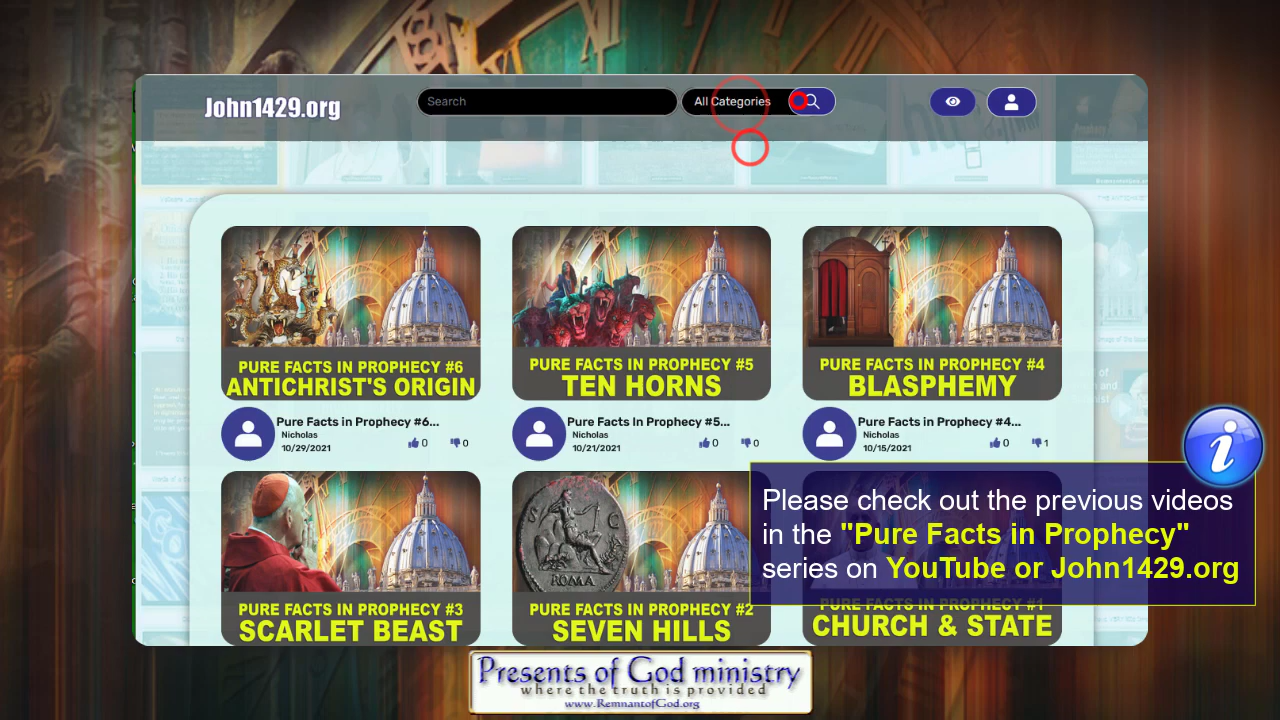 John1429.org
Search
All Categories
PURE FACTS IN PROPHECY #6
ANTICHRIST'S ORIGIN
PURE FACTS IN PROPHECY #5
TEN HORNS
PURE FACTS IN PROPHECY #4
BLASPHEMY
Pure Facts in Prophecy #6...
Nicholas
10/29/2021
0
0
Pure Facts In Prophecy #5...
Nicholas
10/21/2021
0
0
Pure Facts in Prophecy #4...
Nicholas
10/15/2021
0
1
S C
ROMA
PURE FACTS IN PROPHECY #3
SCARLET BEAST
PURE FACTS IN PROPHECY #2
SEVEN HILLS
PURE FACTS IN PROPHECY #1
CHURCH & STATE
i
Please check out the previous videos
in the "Pure Facts in Prophecy"
series on YouTube or John1429.org
Presents of God ministry
where the truth is provided
www.RemnantofGod.org